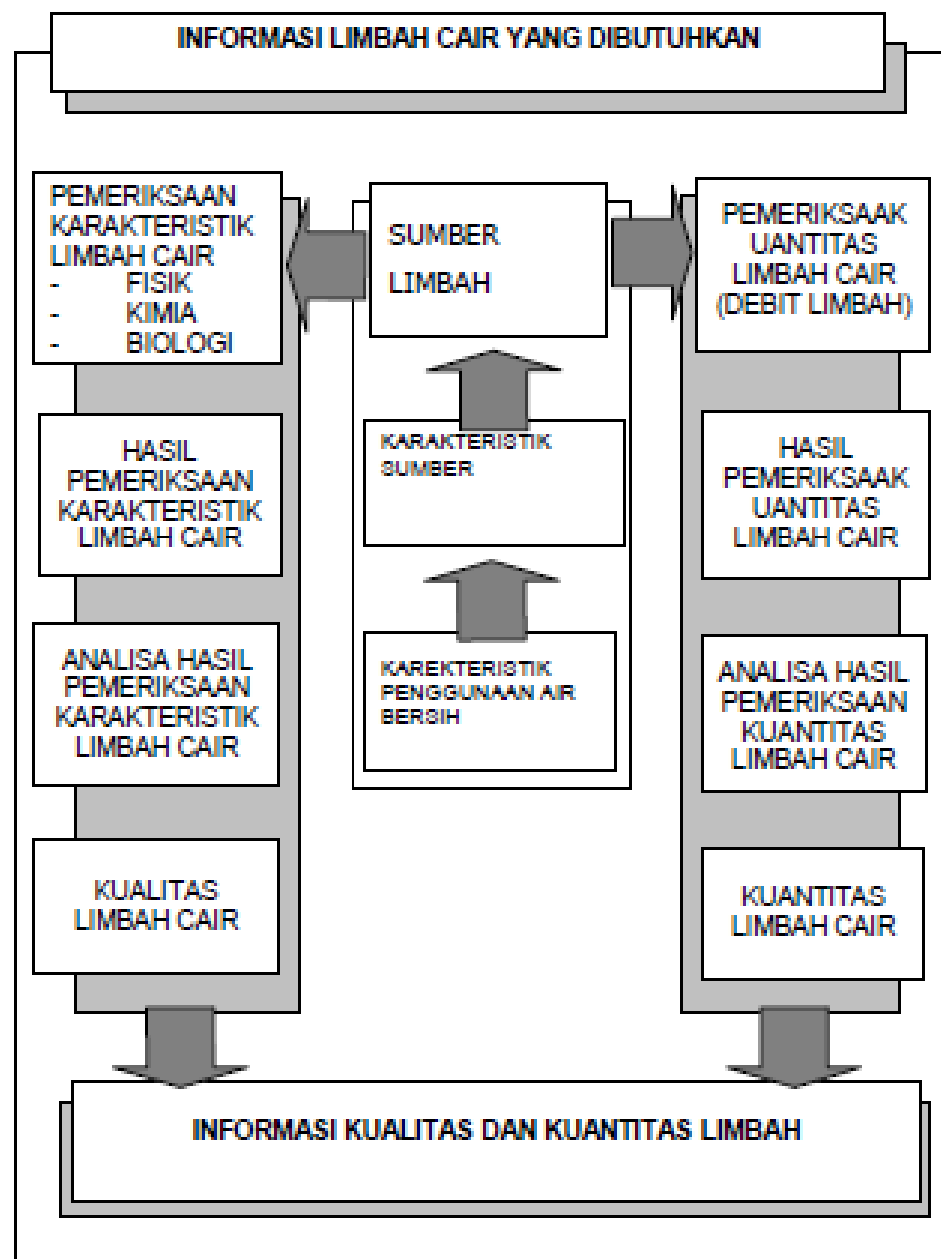 INFORMASI LIMBAH CAIR YANG DIBUTUHKAN
PEMERIKSAAN
KARAKTERISTIK
LIMBAH CAIR
- FISIK
- KIMIA
- BIOLOGI
HASIL
PEMERIKSAAN
KARAKTERISTIK
LIMBAH CAIR
ANALISA HASIL
PEMERIKSAAN
KARAKTERISTIK
LIMBAH CAIR
KUALITAS
LIMBAH CAIR
SUMBER
LIMBAH
KARAKTERISTIK
SUMBER
KAREKTERISTIK
PENGGUNAAN AIR
BERSIH
PEMERIKSAAK
UANTITAS
LIMBAH CAIR
(DEBIT LIMBAH)
HASIL
PEMERIKSAAK
UANTITAS
LIMBAH CAIR
ANALISA HASIL
PEMERIKSAAN
KUANTITAS
LIMBAH CAIR
KUANTITAS
LIMBAH CAIR
INFORMASI KUALITAS DAN KUANTITAS LIMBAH